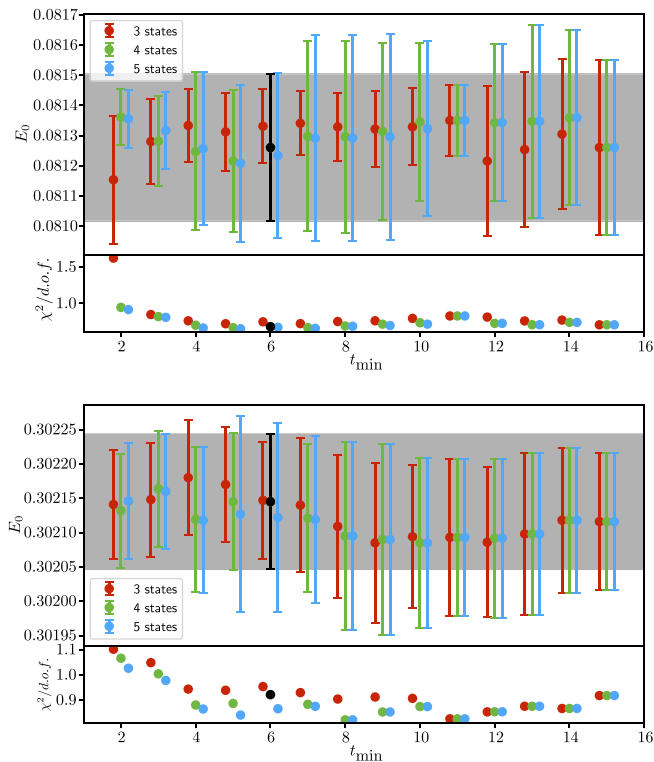 0.0817
0.0816
0.0815
0.0814
0.0813
0.0812
0.0811
0.0810
E₀
3 states
4 states
5 states
1.5
1.0
χ²/d.o.f.
2 4 6 8 10 12 14 16
t_min
0.30225
0.30220
0.30215
0.30210
0.30205
0.30200
0.30195
E₀
3 states
4 states
5 states
1.1
1.0
0.9
χ²/d.o.f.
2 4 6 8 10 12 14 16
t_min